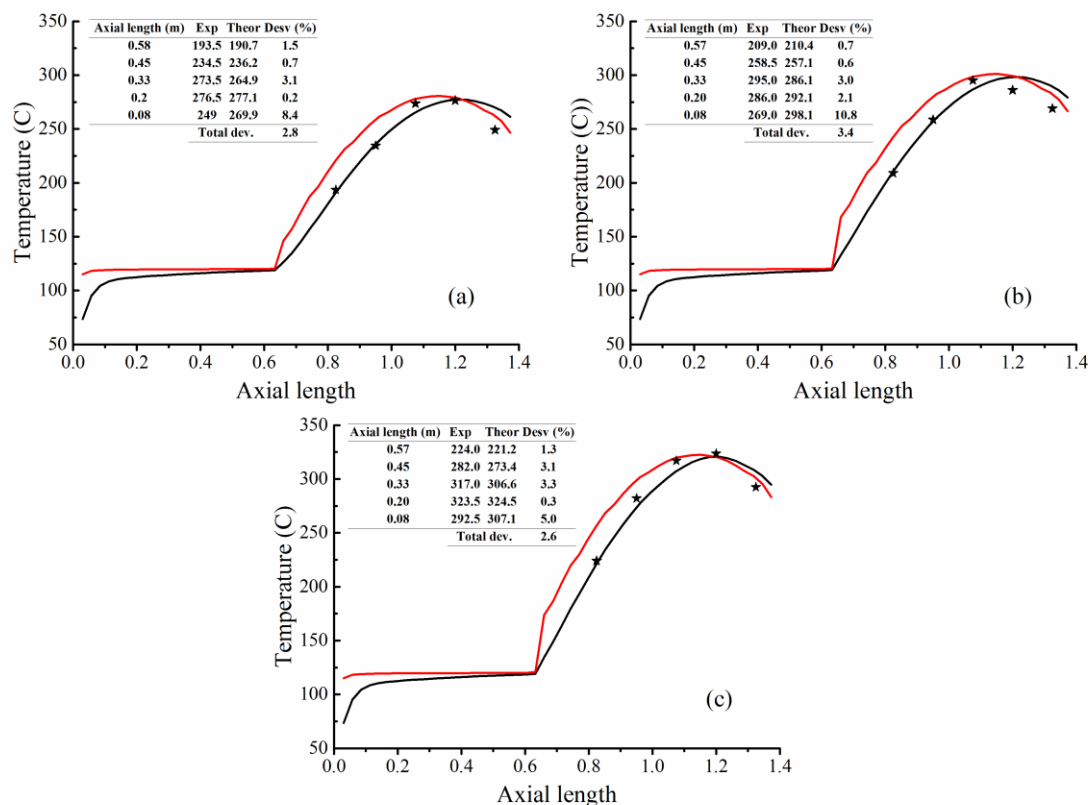 Axial length (m) Exp Theor Desv (%)
0.58 193.5 190.7 1.5
0.45 234.5 236.2 0.7
0.33 273.5 264.9 3.1
0.2 276.5 277.1 0.2
0.08 249 269.9 8.4
Total dev. 2.8
350
300
250
200
150
100
50
Temperature (C)
(a)
0.0 0.2 0.4 0.6 0.8 1.0 1.2 1.4
Axial length
Axial length (m) Exp Theor Desv (%)
0.57 209.0 210.4 0.7
0.45 258.5 257.1 0.6
0.33 295.0 286.1 3.0
0.20 286.0 292.1 2.1
0.08 269.0 298.1 10.8
Total dev. 3.4
350
300
250
200
150
100
50
Temperature (C))
(b)
0.0 0.2 0.4 0.6 0.8 1.0 1.2 1.4
Axial length
Axial length (m) Exp Theor Desv (%)
0.57 224.0 221.2 1.3
0.45 282.0 273.4 3.1
0.33 317.0 306.6 3.3
0.20 323.5 324.5 0.3
0.08 292.5 307.1 5.0
Total dev. 2.6
350
300
250
200
150
100
50
Temperature (C)
(c)
0.0 0.2 0.4 0.6 0.8 1.0 1.2 1.4
Axial length